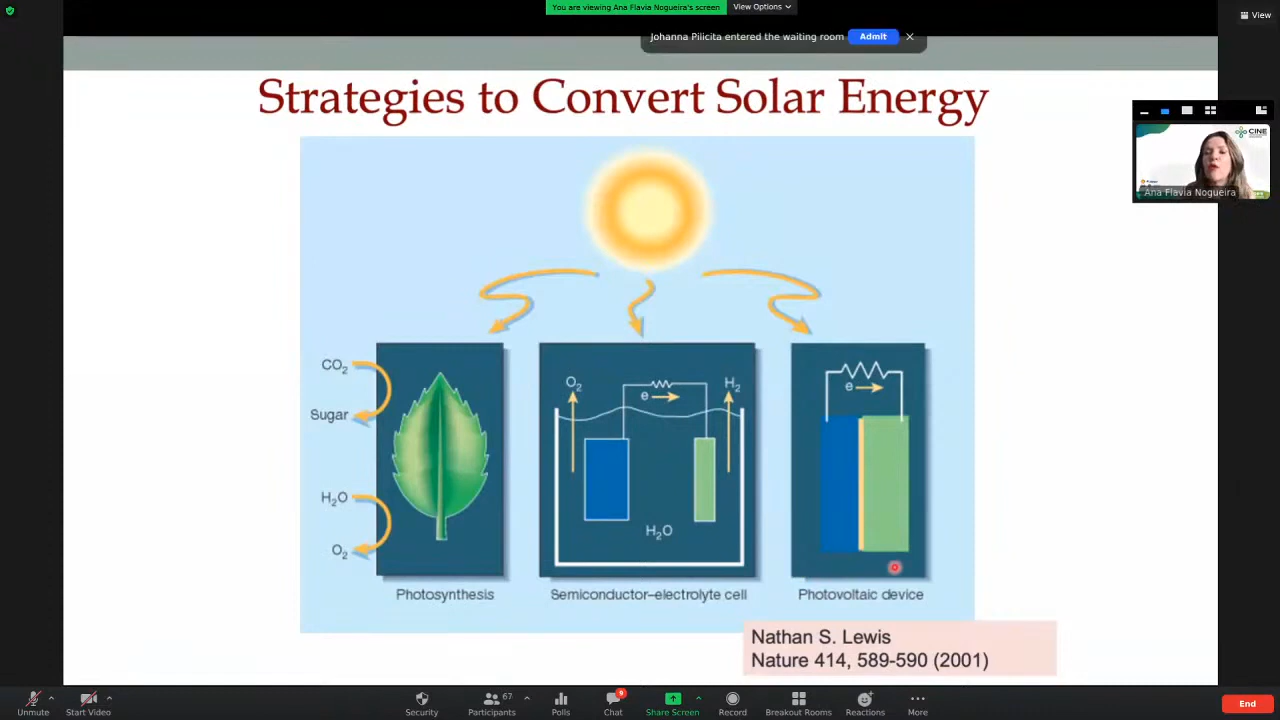 You are viewing Ana Flavia Nogueira's screen
View Options
View
Johanna Pilicita entered the waiting room
Admit
Strategies to Convert Solar Energy
CINE
Ana Flavia Nogueira
CO₂
Sugar
H₂O
O₂
Photosynthesis
O₂
e
H₂
H₂O
Semiconductor–electrolyte cell
e
Photovoltaic device
Nathan S. Lewis
Nature 414, 589-590 (2001)
Unmute
Start Video
Security
67
Participants
Polls
9
Chat
Share Screen
Record
Breakout Rooms
Reactions
More
End